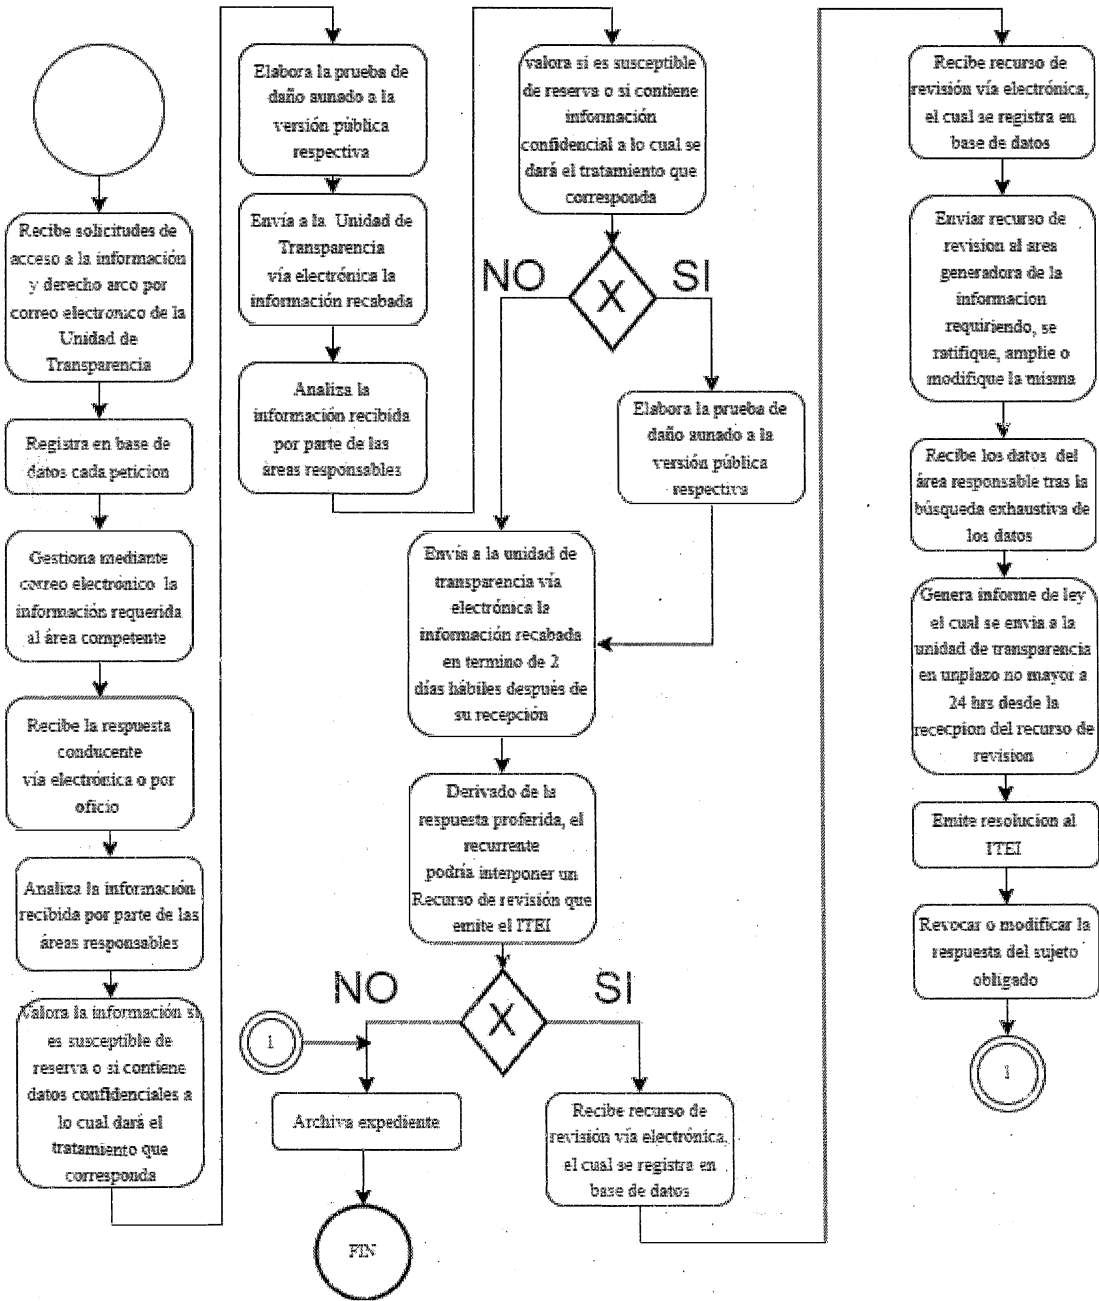 Recibe solicitudes de
acceso a la información
y derecho arco por
correo electronico de la
Unidad de
Transparencia
Registra en base de
datos cada peticion
Gestiona mediante
correo electrónico la
información requerida
al área competente
Recibe la respuesta
conducente
vía electrónica o por
oficio
Analiza la información
recibida por parte de las
áreas responsables
Valora la información si
es susceptible de
reserva o si contiene
datos confidenciales a
lo cual dará el
tratamiento que
corresponda
Elabora la prueba de
daño aunado a la
versión pública
respectiva
Envía a la Unidad de
Transparencia
vía electrónica la
información recabada
Analiza la
información recibida
por parte de las
áreas responsables
valora si es susceptible
de reserva o si contiene
información
confidencial a lo cual se
dará el tratamiento que
corresponda
NO
X
SI
Elabora la prueba de
daño aunado a la
versión pública
respectiva
Envía a la unidad de
transparencia vía
electrónica la
información recabada
en termino de 2
días hábiles después de
su recepción
Derivado de la
respuesta proferida, el
recurrente
podría interponer un
Recurso de revisión que
emite el ITEI
NO
X
SI
1
Archiva expediente
FIN
Recibe recurso de
revisión vía electrónica,
el cual se registra en
base de datos
Recibe recurso de
revisión vía electrónica,
el cual se registra en
base de datos
Enviar recurso de
revision al area
generadora de la
informacion
requiriendo, se
ratifique, amplie o
modifique la misma
Recibe los datos del
área responsable tras la
búsqueda exhaustiva de
los datos
Genera informe de ley
el cual se envia a la
unidad de transparencia
en unplazo no mayor a
24 hrs desde la
rececpion del recurso de
revision
Emite resolucion al
ITEI
Revocar o modificar la
respuesta del sujeto
obligado
1